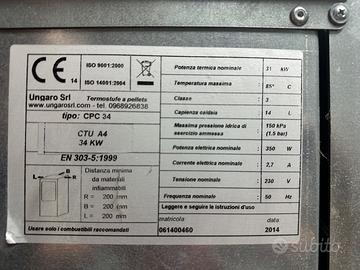 CE 14
ISO 9001:2000
ISO 14001:2004
Ungaro Srl
Termostufe a pellets
www.ungarosrl.com tel. 0968926838
tipo: CPC 34
CTU A4
34 KW
EN 303-5:1999
Distanza minima
da materiali
infiammabili
R = 200 mm
B = 200 mm
L = 200 mm
B
L
R
Usare solo i combustibili raccomandati
Potenza termica nominale 31 kW
Temperatura massima 85° C
Classe 3
Capienza caldaia 14 L
Massima pressione idrica di
esercizio ammessa
150 kPa
(1.5 bar)
Potenza elettrica nominale 350 W
Corrente elettrica nominale 2,7 A
Tensione nominale 230 V
Frequenza nominale 50 Hz
Leggere e seguire le istruzioni d'uso
matricola data
061400460 2014
subito